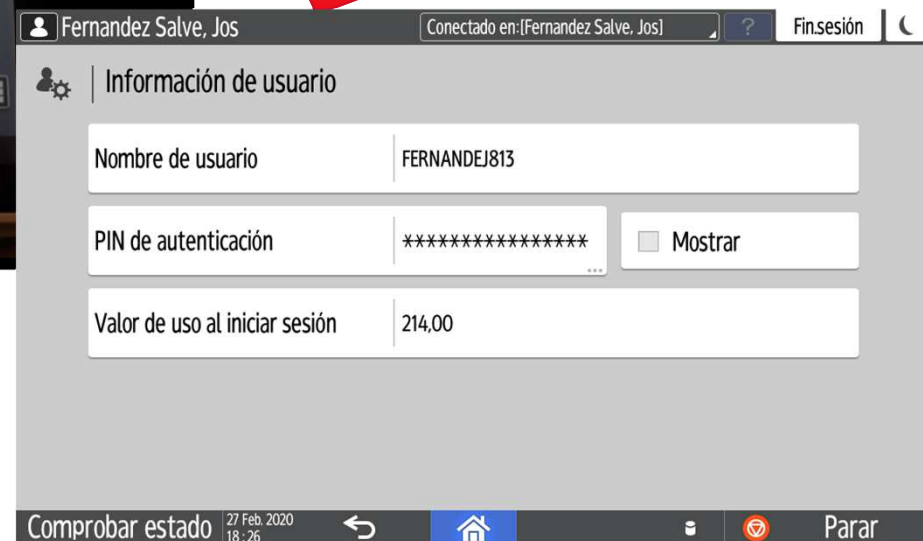 Fernandez Salve, Jos Conectado en:[Fernandez Salve, Jos] ? Fin.sesión
Información de usuario
Nombre de usuario FERNANDEJ813
PIN de autenticación **************** Mostrar
Valor de uso al iniciar sesión 214,00
Comprobar estado 27 Feb. 2020 Parar
18:26